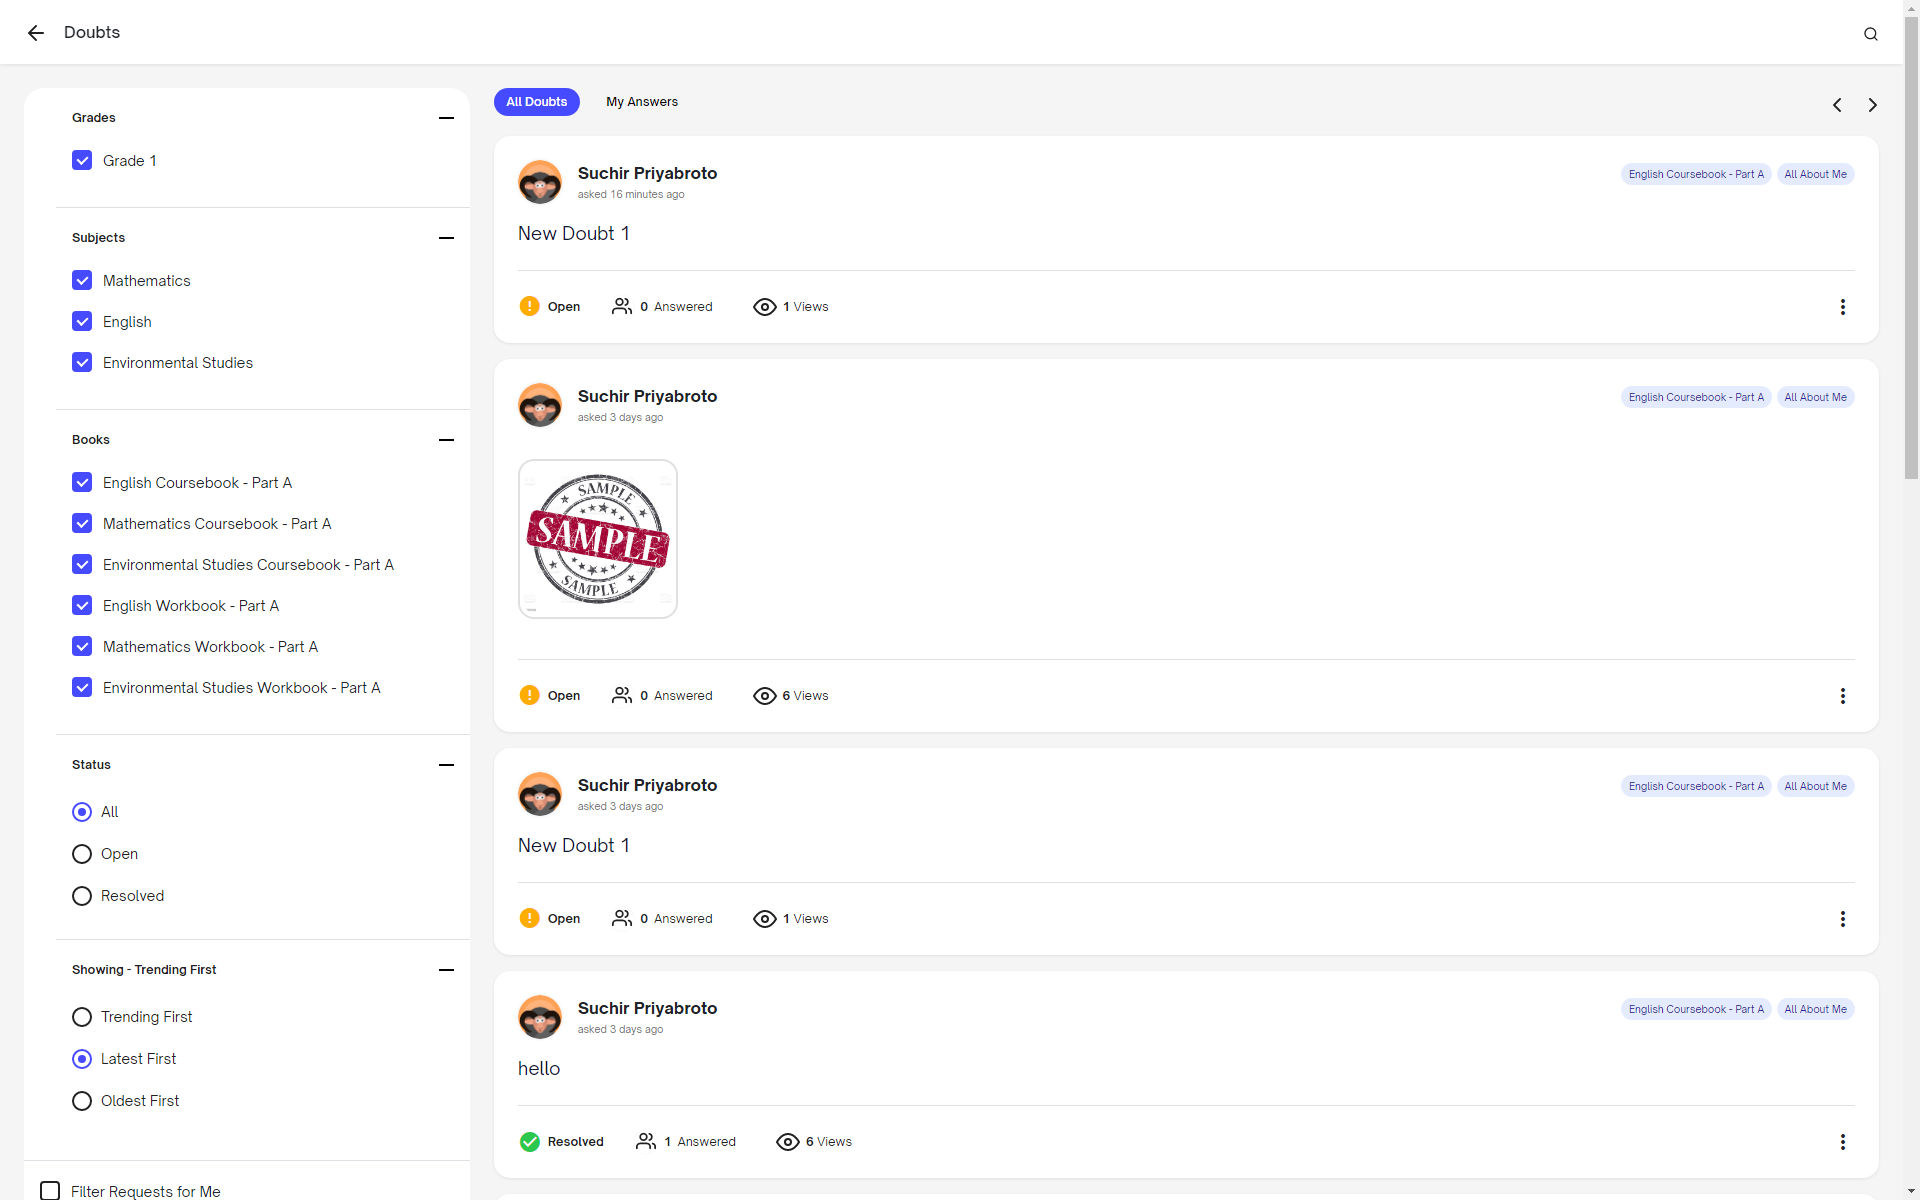 Doubts
Grades
Grade 1
Subjects
Mathematics
English
Environmental Studies
Books
English Coursebook - Part A
Mathematics Coursebook - Part A
Environmental Studies Coursebook - Part A
English Workbook - Part A
Mathematics Workbook - Part A
Environmental Studies Workbook - Part A
Status
All
Open
Resolved
Showing - Trending First
Trending First
Latest First
Oldest First
Filter Requests for Me
All Doubts My Answers
Suchir Priyabroto English Coursebook - Part A All About Me
asked 16 minutes ago
New Doubt 1
Open 0 Answered 1 Views
Suchir Priyabroto English Coursebook - Part A All About Me
asked 3 days ago
SAMPLE
SAMPLE
SAMPLE
Open 0 Answered 6 Views
Suchir Priyabroto English Coursebook - Part A All About Me
asked 3 days ago
New Doubt 1
Open 0 Answered 1 Views
Suchir Priyabroto English Coursebook - Part A All About Me
asked 3 days ago
hello
Resolved 1 Answered 6 Views